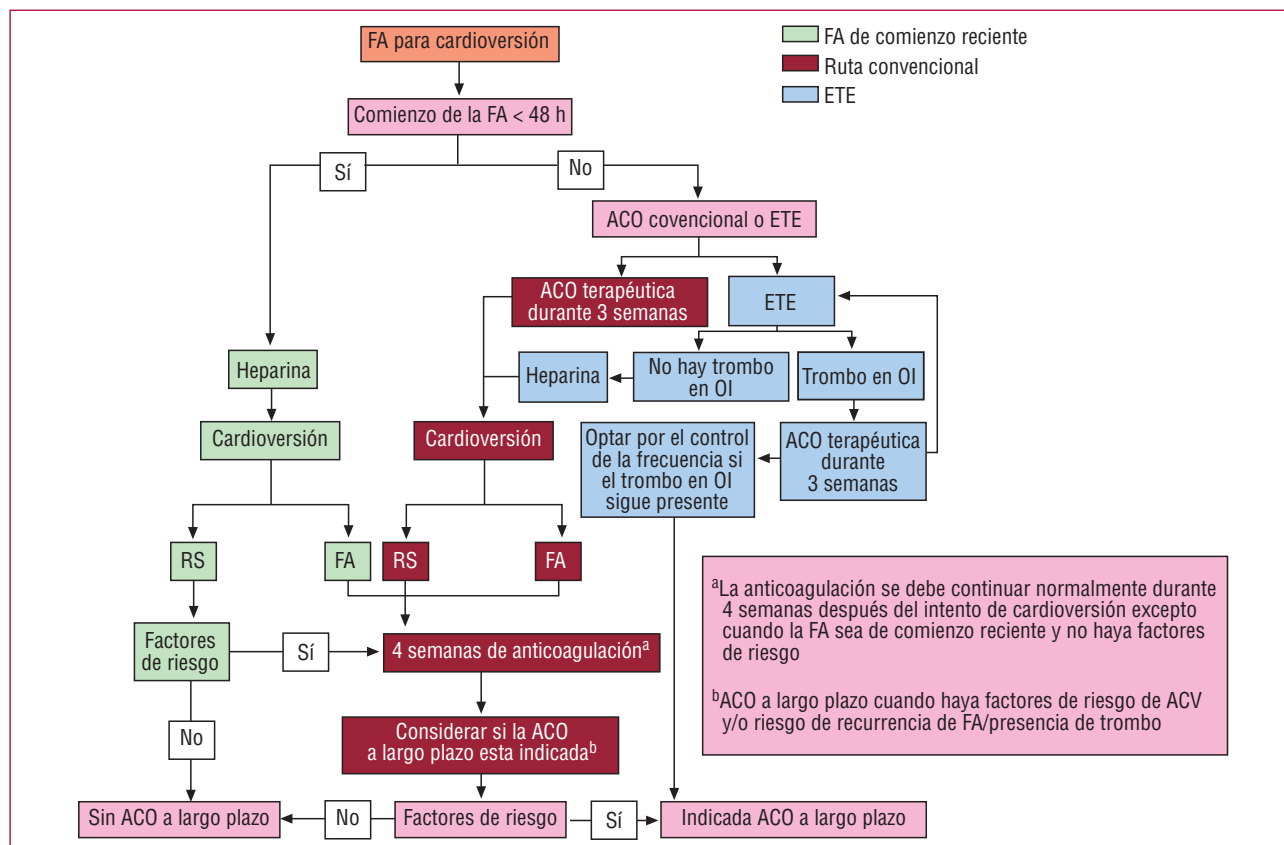 FA para cardioversión
FA de comienzo reciente
Ruta convencional
ETE
Comienzo de la FA < 48 h
Sí
No
ACO covencional o ETE
ACO terapéutica
durante 3 semanas
ETE
Heparina
Heparina
No hay trombo
en OI
Trombo en OI
Cardioversión
Cardioversión
Optar por el control
de la frecuencia si
el trombo en OI
sigue presente
ACO terapéutica
durante
3 semanas
RS
FA
RS
FA
Factores
de riesgo
Sí
4 semanas de anticoagulaciónᵃ
No
Considerar si la ACO
a largo plazo esta indicadaᵇ
Sin ACO a largo plazo
No
Factores de riesgo
Sí
Indicada ACO a largo plazo
ᵃLa anticoagulación se debe continuar normalmente durante
4 semanas después del intento de cardioversión excepto
cuando la FA sea de comienzo reciente y no haya factores
de riesgo
ᵇACO a largo plazo cuando haya factores de riesgo de ACV
y/o riesgo de recurrencia de FA/presencia de trombo